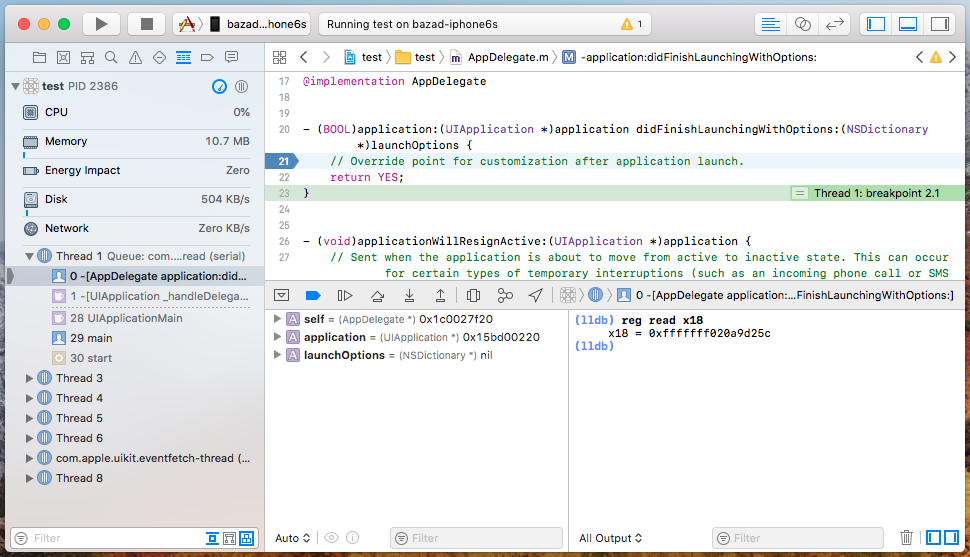 bazad...hone6s
Running test on bazad-iphone6s
1
test
test
AppDelegate.m
M
-application:didFinishLaunchingWithOptions:
test PID 2386
CPU 0%
Memory 10.7 MB
Energy Impact Zero
Disk 504 KB/s
Network Zero KB/s
Thread 1 Queue: com....read (serial)
0 -[AppDelegate application:did...
1 -[UIApplication _handleDelega...
28 UIApplicationMain
29 main
30 start
Thread 3
Thread 4
Thread 5
Thread 6
com.apple.uikit.eventfetch-thread (...
Thread 8
Filter
17 @implementation AppDelegate
18
19
20 - (BOOL)application:(UIApplication *)application didFinishLaunchingWithOptions:(NSDictionary
*)launchOptions {
21 // Override point for customization after application launch.
22 return YES;
23 } = Thread 1: breakpoint 2.1
24
25
26 - (void)applicationWillResignActive:(UIApplication *)application {
27 // Sent when the application is about to move from active to inactive state. This can occur
for certain types of temporary interruptions (such as an incoming phone call or SMS
0 -[AppDelegate application:...FinishLaunchingWithOptions:]
A self = (AppDelegate *) 0x1c0027f20
A application = (UIApplication *) 0x15bd00220
A launchOptions = (NSDictionary *) nil
(lldb) reg read x18
x18 = 0xfffffff020a9d25c
(lldb)
Auto
Filter
All Output
Filter